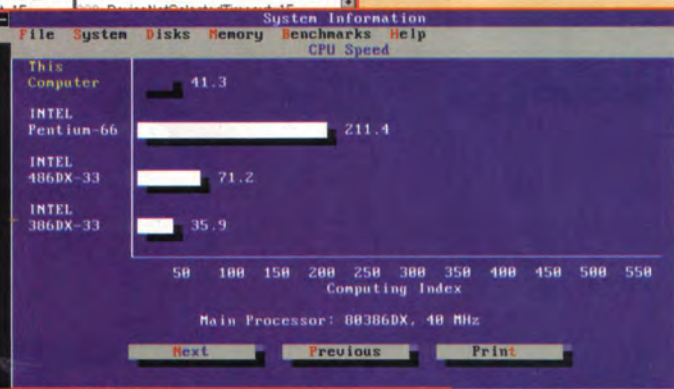 System Information
File System Disks Memory Benchmarks Help
CPU Speed
This
Computer 41.3
INTEL
Pentium-66 211.4
INTEL
486DX-33 71.2
INTEL
386DX-33 35.9
50 100 150 200 250 300 350 400 450 500 550
Computing Index
Main Processor: 80386DX, 40 MHz
Next Previous Print